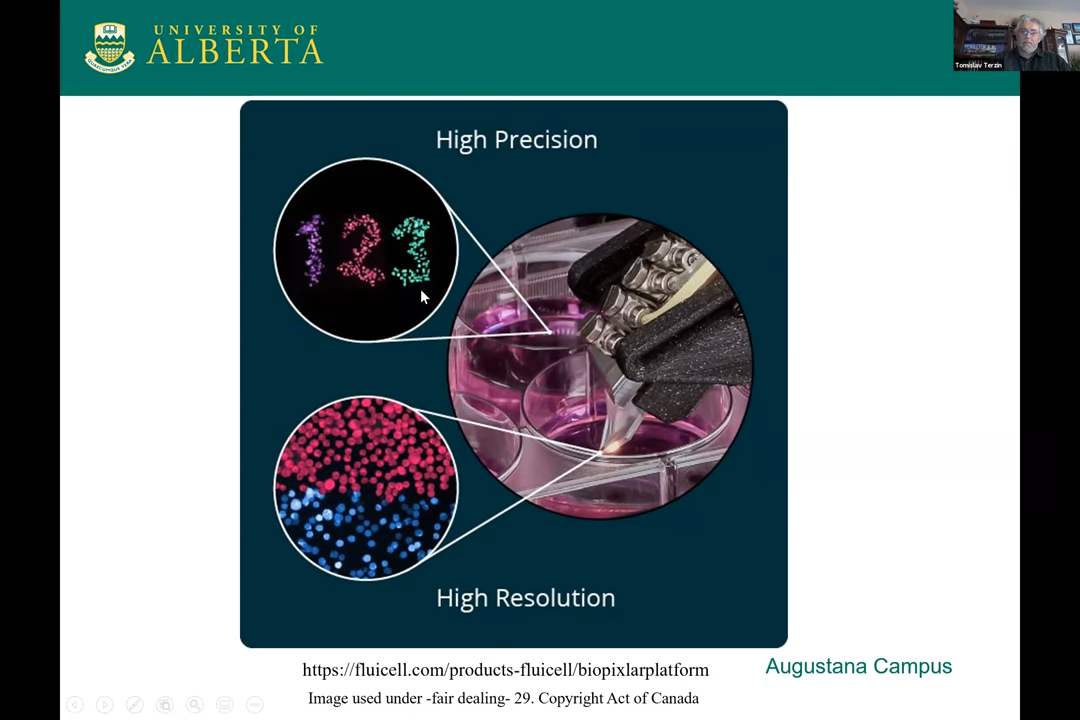 UNIVERSITY OF
ALBERTA
Tomislav Terzin
High Precision
123
High Resolution
https://fluicell.com/products-fluicell/biopixlarplatform
Augustana Campus
Image used under -fair dealing- 29. Copyright Act of Canada